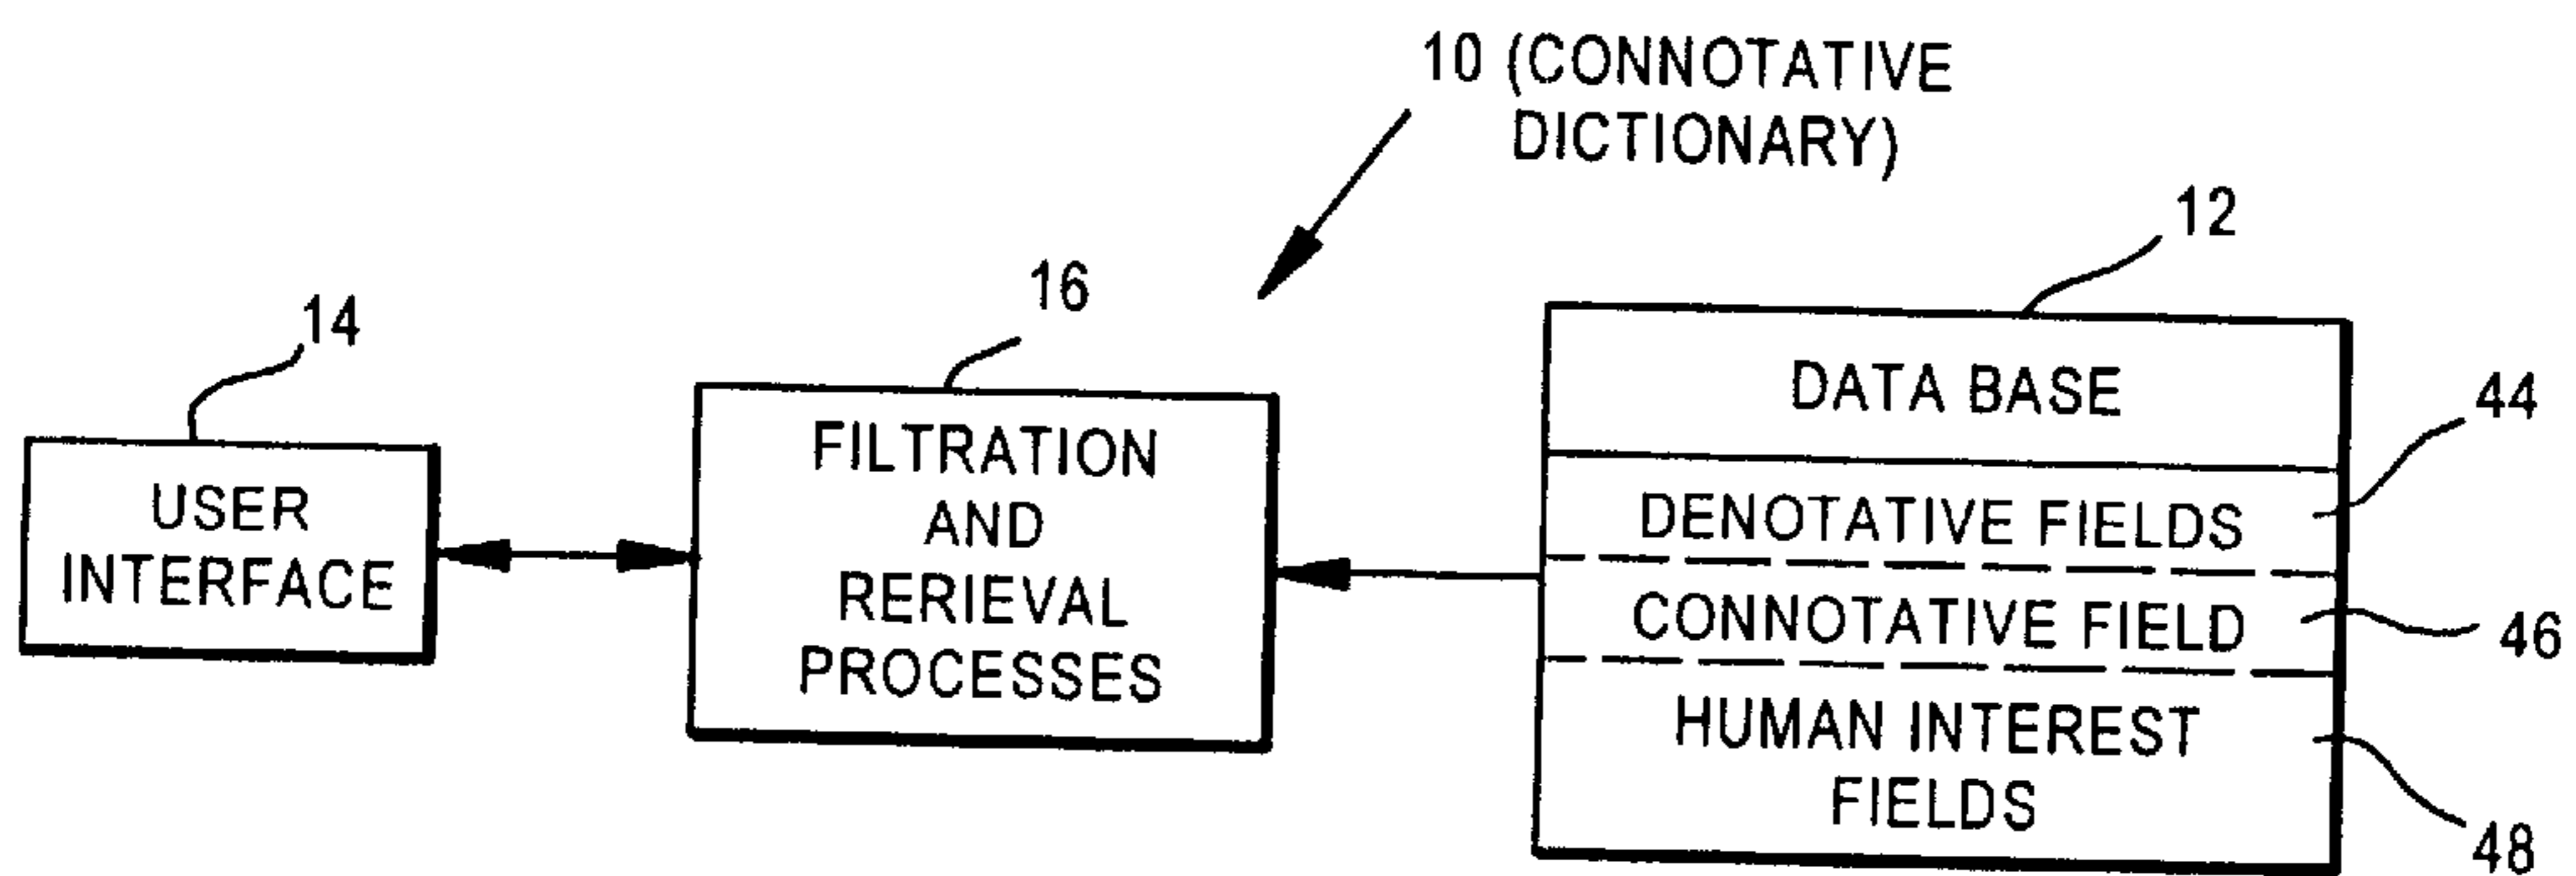 10 (CONNOTATIVE
DICTIONARY)
12
16
14
DATA BASE
44
FILTRATION
AND
RERIEVAL
PROCESSES
USER
INTERFACE
DENOTATIVE FIELDS
CONNOTATIVE FIELD
46
HUMAN INTEREST
FIELDS
48